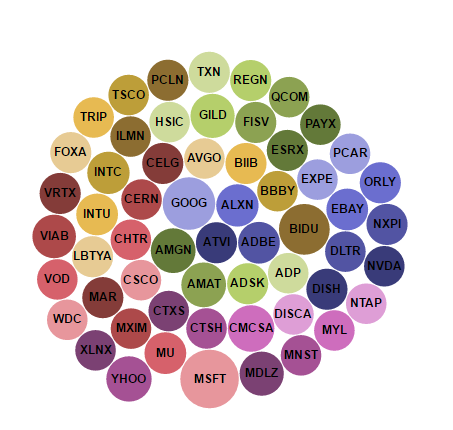 TXN
PCLN
REGN
TSCO
QCOM
TRIP
HSIC
GILD
FISV
PAYX
ILMN
FOXA
CELG
AVGO
BIIB
ESRX
PCAR
INTC
EXPE
ORLY
VRTX
CERN
GOOG
ALXN
BBBY
EBAY
NXPI
INTU
VIAB
CHTR
AMGN
ATVI
ADBE
BIDU
DLTR
LBTYA
NVDA
VOD
CSCO
AMAT
ADSK
ADP
DISH
MAR
NTAP
WDC
MXIM
CTXS
CTSH
CMCSA
DISCA
MYL
XLNX
MU
MNST
YHOO
MSFT
MDLZ